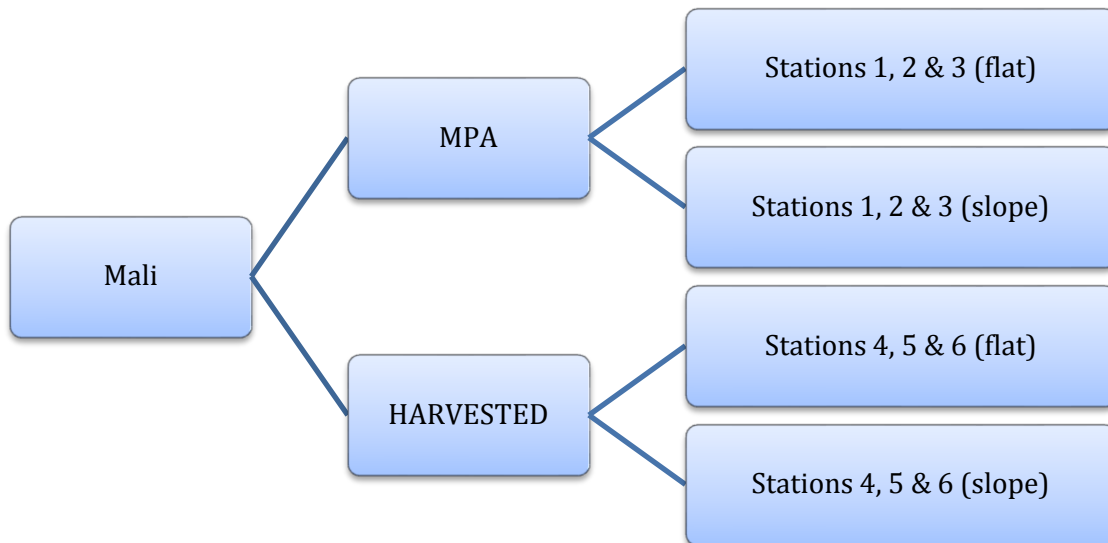 Mali
MPA
Stations 1, 2 & 3 (flat)
Stations 1, 2 & 3 (slope)
HARVESTED
Stations 4, 5 & 6 (flat)
Stations 4, 5 & 6 (slope)